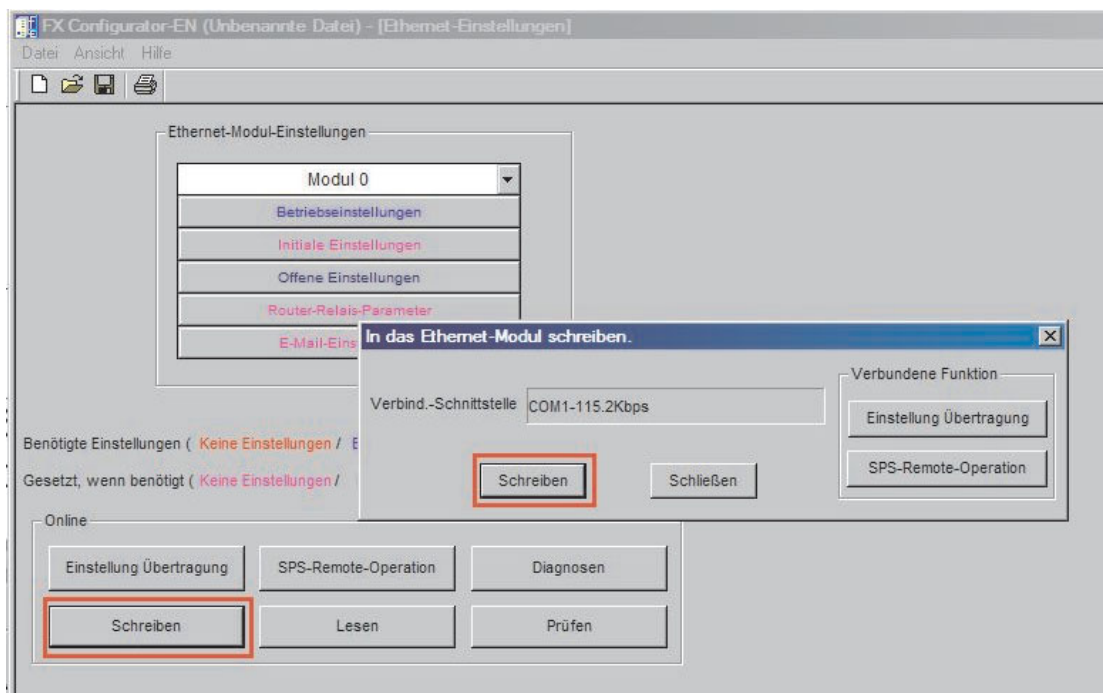 FX Configurator-EN (Unbenannte Datei) - [Ethernet-Einstellungen]
Datei Ansicht Hilfe
Ethernet-Modul-Einstellungen
Modul 0
Betriebseinstellungen
Initiale Einstellungen
Offene Einstellungen
Router-Relais-Parameter
E-Mail-Eins
In das Ethernet-Modul schreiben.
Verbind.-Schnittstelle COM1-115.2Kbps
Schreiben
Schließen
Verbundene Funktion
Einstellung Übertragung
SPS-Remote-Operation
Benötigte Einstellungen ( Keine Einstellungen /
Gesetzt, wenn benötigt ( Keine Einstellungen /
Online
Einstellung Übertragung
SPS-Remote-Operation
Diagnosen
Schreiben
Lesen
Prüfen